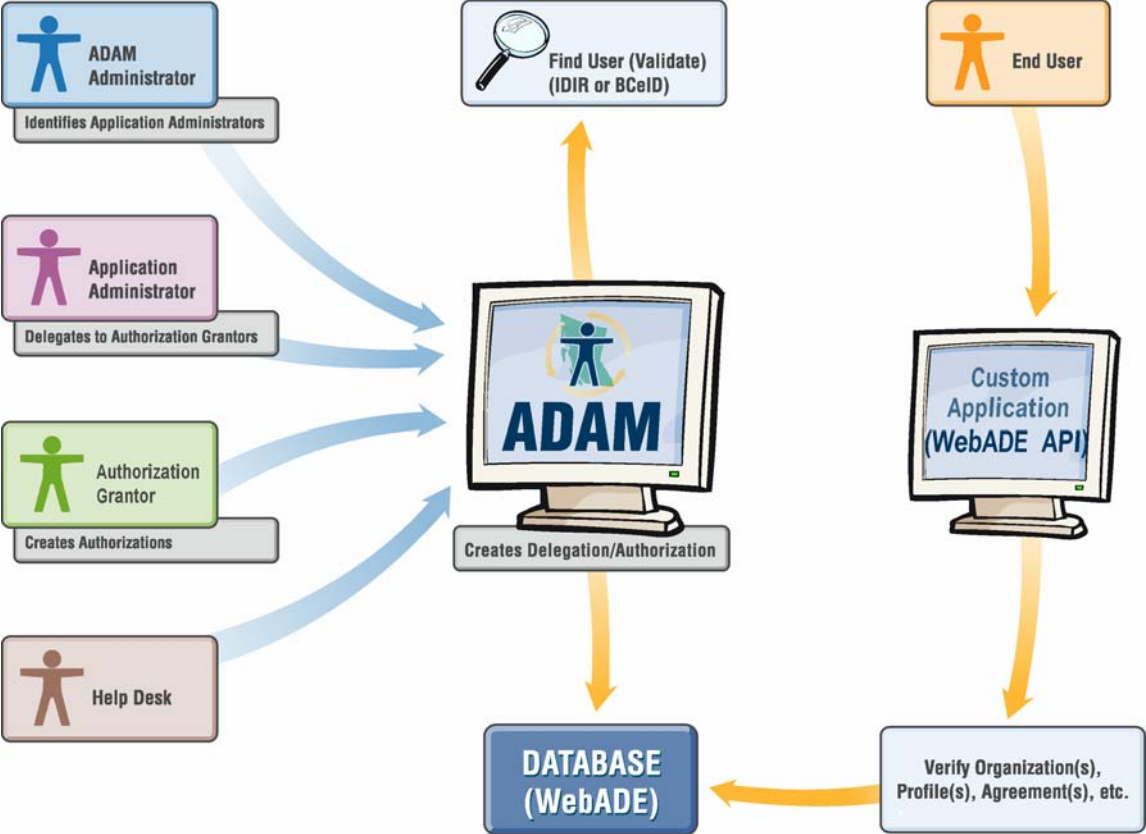 ADAM
Administrator
Identifies Application Administrators
Find User (Validate)
(IDIR or BCeID)
End User
Application
Administrator
Delegates to Authorization Grantors
ADAM
Creates Delegation/Authorization
Custom
Application
(WebADE API)
Authorization
Grantor
Creates Authorizations
Help Desk
DATABASE
(WebADE)
Verify Organization(s),
Profile(s), Agreement(s), etc.